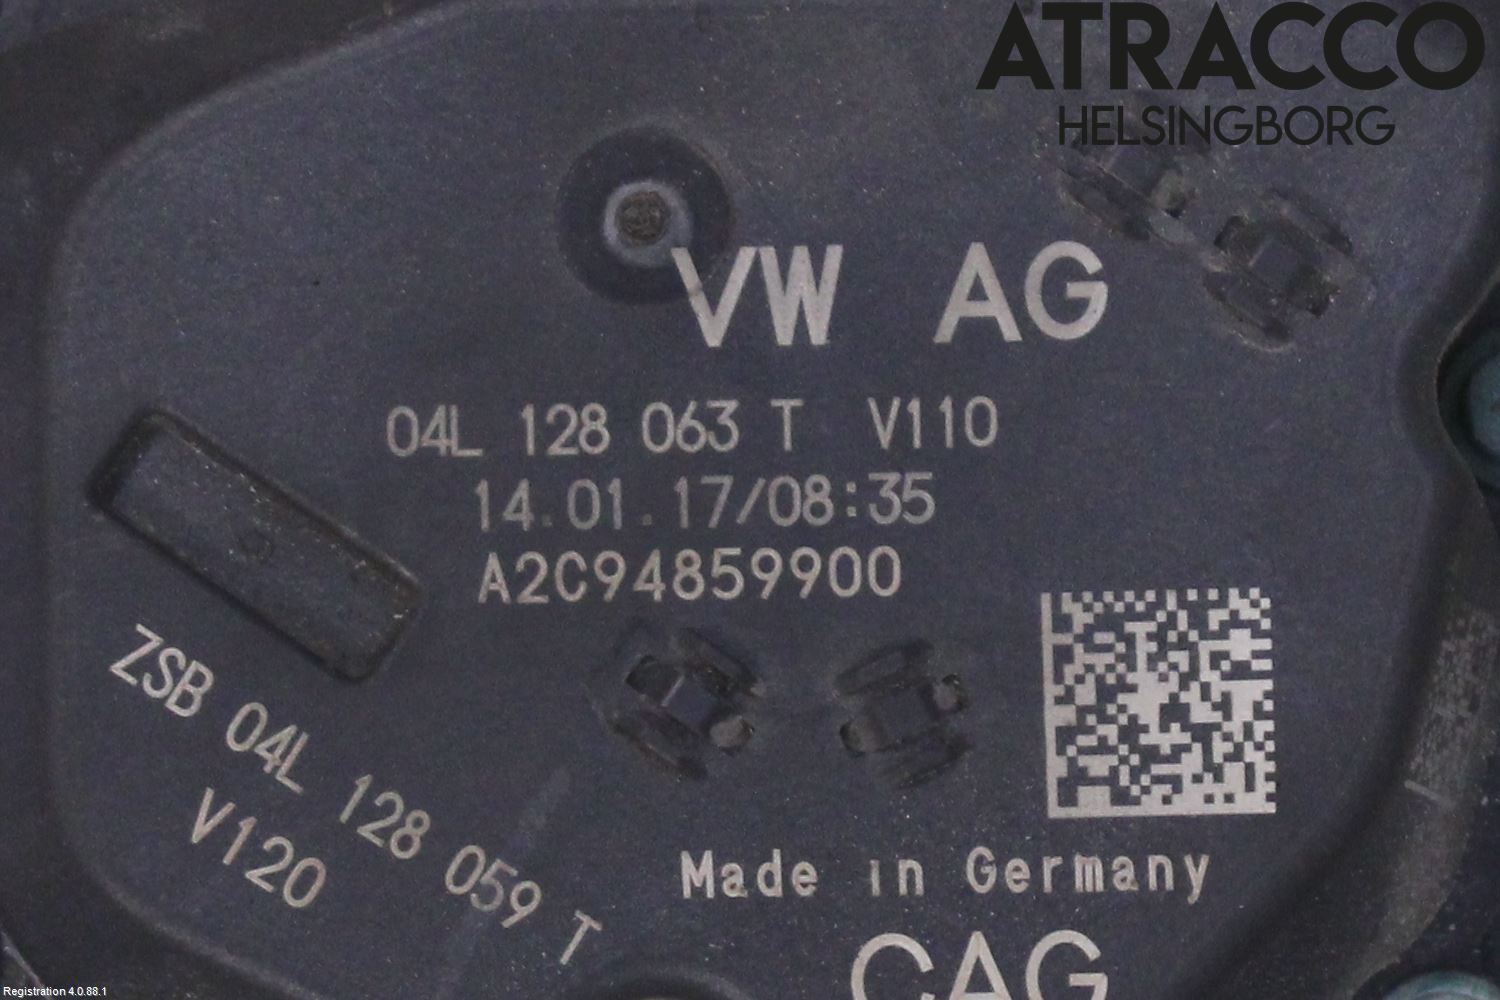 ATRACCO
HELSINGBORG
VW AG
04L 128 063 T V110
14.01.17/08:35
A2C94859900
ZSB 04L 128 059 T
V120
Made in Germany
CAG
Registration 4.0.88.1